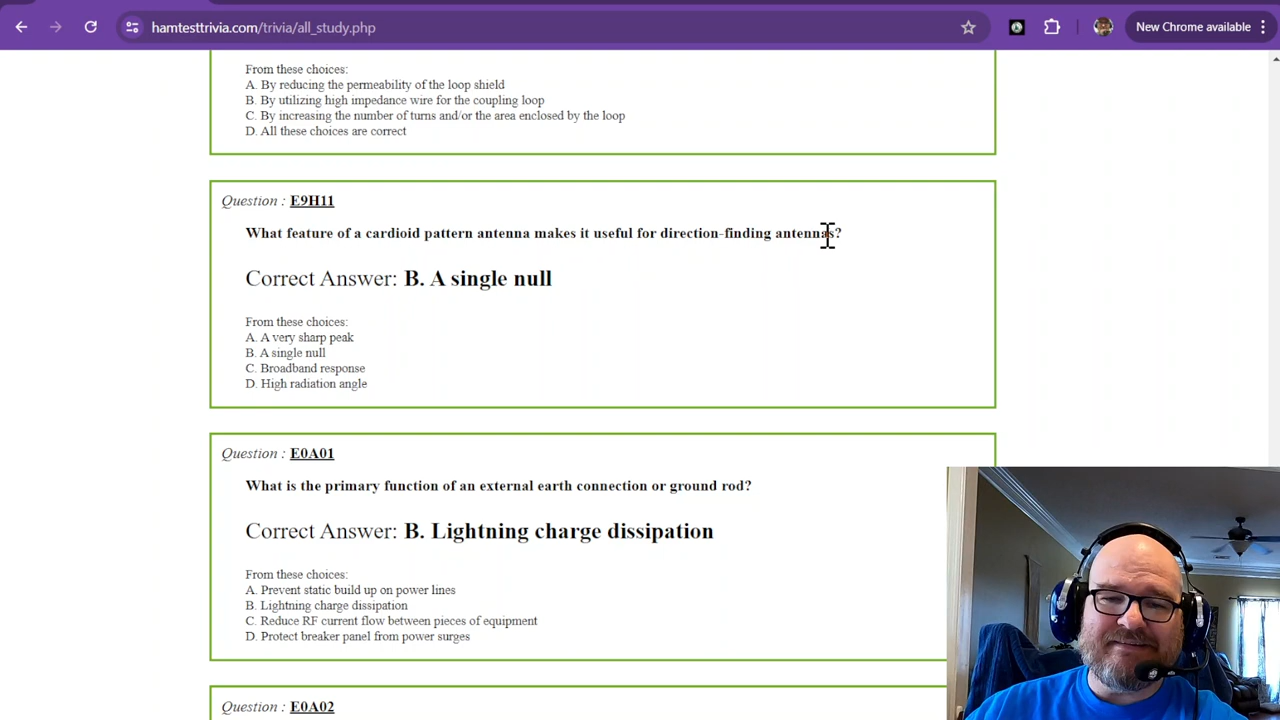 hamtesttrivia.com/trivia/all_study.php
New Chrome available
From these choices:
A. By reducing the permeability of the loop shield
B. By utilizing high impedance wire for the coupling loop
C. By increasing the number of turns and/or the area enclosed by the loop
D. All these choices are correct
Question : E9H11
What feature of a cardioid pattern antenna makes it useful for direction-finding antennas?
Correct Answer: B. A single null
From these choices:
A. A very sharp peak
B. A single null
C. Broadband response
D. High radiation angle
Question : E0A01
What is the primary function of an external earth connection or ground rod?
Correct Answer: B. Lightning charge dissipation
From these choices:
A. Prevent static build up on power lines
B. Lightning charge dissipation
C. Reduce RF current flow between pieces of equipment
D. Protect breaker panel from power surges
Question : E0A02